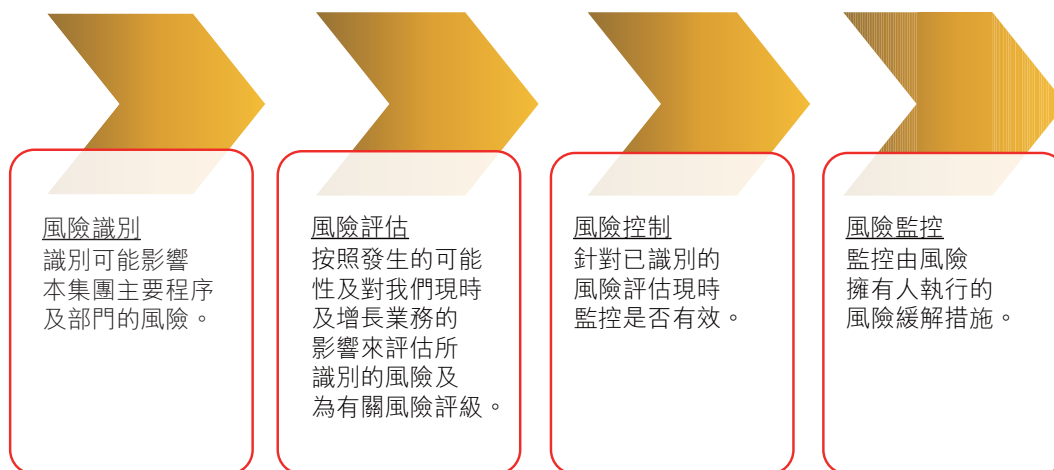 風險識別
識別可能影響
本集團主要程序
及部門的風險。
風險評估
按照發生的可能
性及對我們現時
及增長業務的
影響來評估所
識別的風險及
為有關風險評級。
風險控制
針對已識別的
風險評估現時
監控是否有效。
風險監控
監控由風險
擁有人執行的
風險緩解措施。